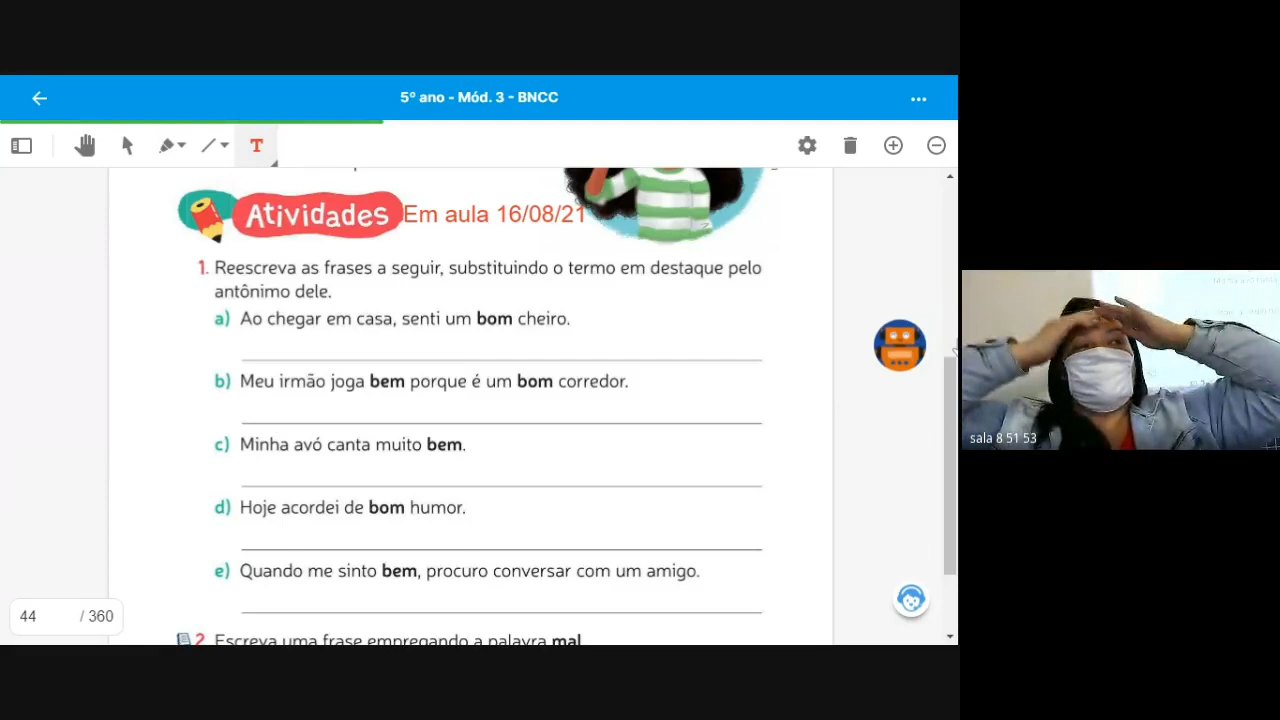 5º ano - Mód. 3 - BNCC
T
Atividades Em aula 16/08/21
1. Reescreva as frases a seguir, substituindo o termo em destaque pelo
antônimo dele.
a) Ao chegar em casa, senti um bom cheiro.
b) Meu irmão joga bem porque é um bom corredor.
c) Minha avó canta muito bem.
d) Hoje acordei de bom humor.
e) Quando me sinto bem, procuro conversar com um amigo.
2 Escreva uma frase empregando a palavra mal
44 / 360
sala 8 51 53